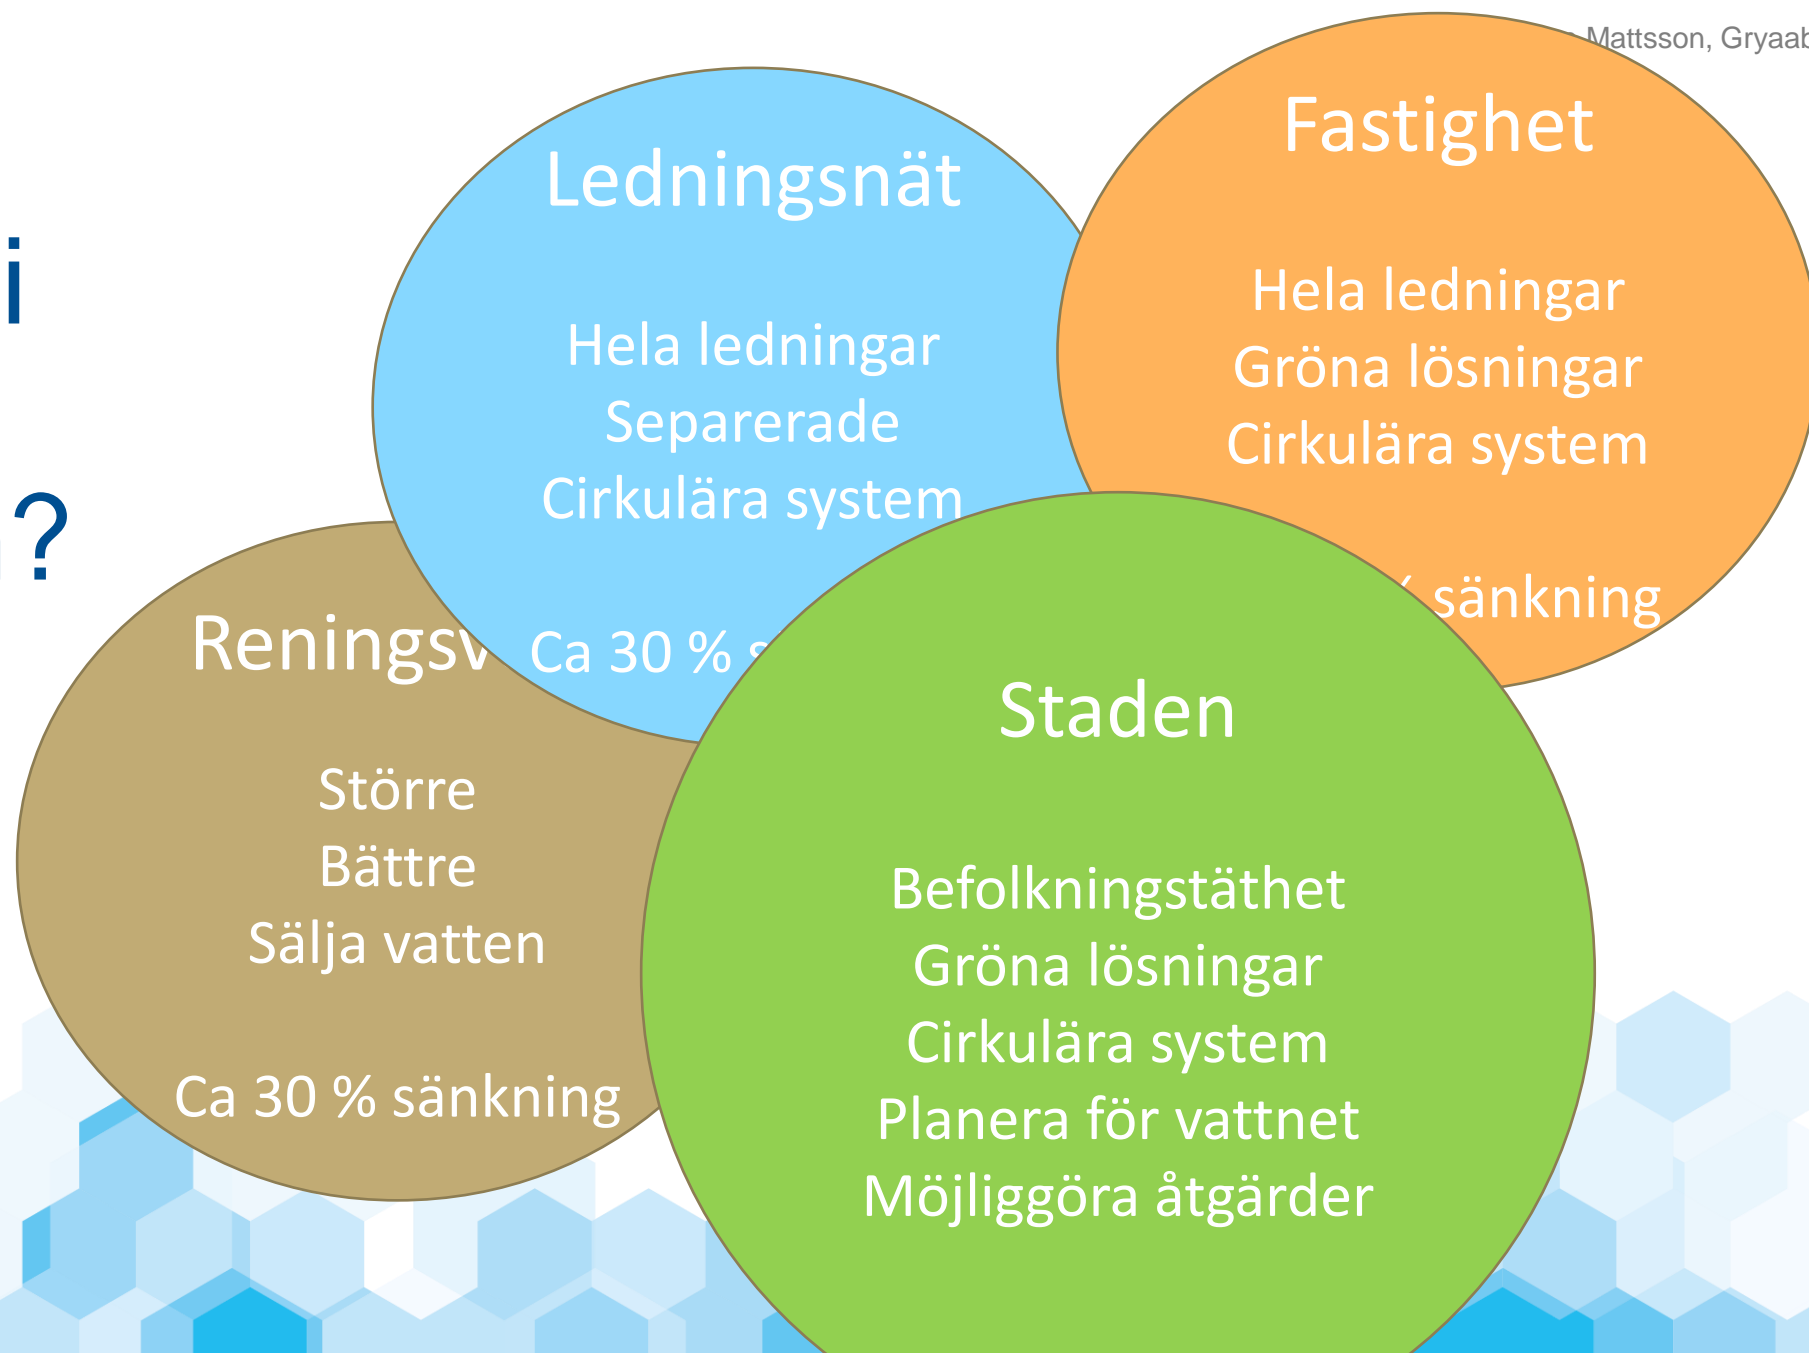 Mattsson, Gryaab
i
?
Ledningsnät
Hela ledningar
Separerade
Cirkulära system
Ca 30 %
Fastighet
Hela ledningar
Gröna lösningar
Cirkulära system
% sänkning
Större
Bättre
Sälja vatten
Ca 30 % sänkning
Staden
Befolkningstäthet
Gröna lösningar
Cirkulära system
Planera för vattnet
Möjliggöra åtgärder